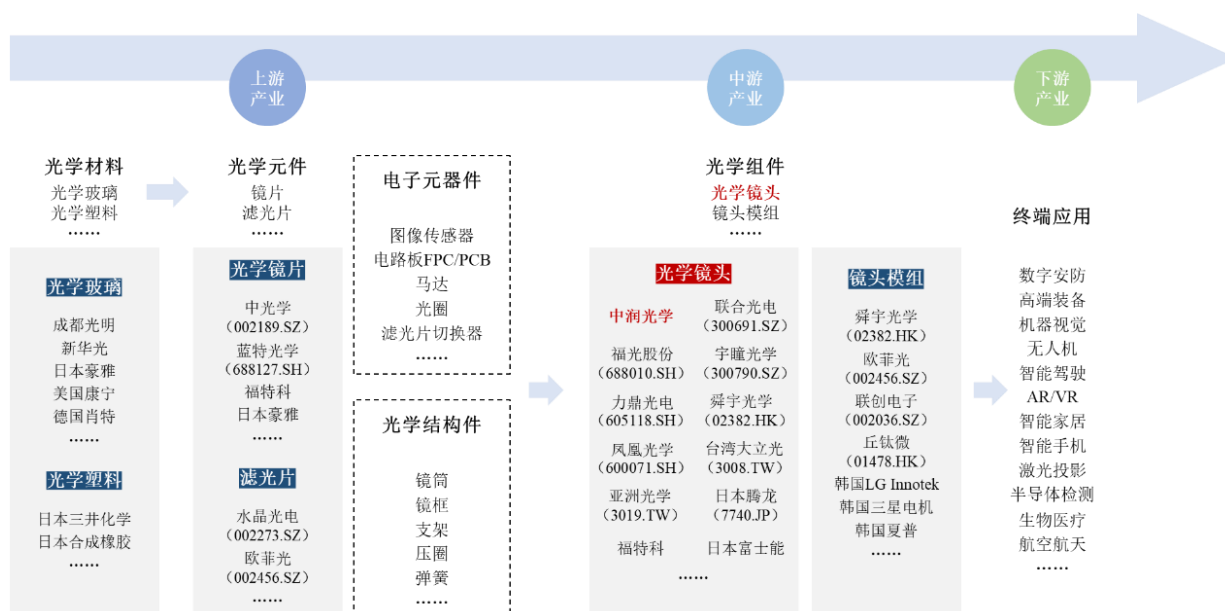 上游
产业
中游
产业
下游
产业
光学材料
光学玻璃
光学塑料
……
光学玻璃
成都光明
新华光
日本豪雅
美国康宁
德国肖特
……
光学塑料
日本三井化学
日本合成橡胶
……
光学元件
镜片
滤光片
……
光学镜片
中光学
（002189.SZ）
蓝特光学
（688127.SH）
福特科
日本豪雅
……
滤光片
水晶光电
（002273.SZ）
欧菲光
（002456.SZ）
……
电子元器件
图像传感器
电路板FPC/PCB
马达
光圈
滤光片切换器
……
光学结构件
镜筒
镜框
支架
压圈
弹簧
……
光学组件
光学镜头
镜头模组
……
光学镜头
中润光学
联合光电
（300691.SZ）
福光股份
（688010.SH）
宇瞳光学
（300790.SZ）
力鼎光电
（605118.SH）
舜宇光学
（02382.HK）
凤凰光学
（600071.SH）
台湾大立光
（3008.TW）
亚洲光学
（3019.TW）
日本腾龙
（7740.JP）
福特科
日本富士能
……
镜头模组
舜宇光学
（02382.HK）
欧菲光
（002456.SZ）
联创电子
（002036.SZ）
丘钛微
（01478.HK）
韩国LG Innotek
韩国三星电机
韩国夏普
……
终端应用
数字安防
高端装备
机器视觉
无人机
智能驾驶
AR/VR
智能家居
智能手机
激光投影
半导体检测
生物医疗
航空航天
……